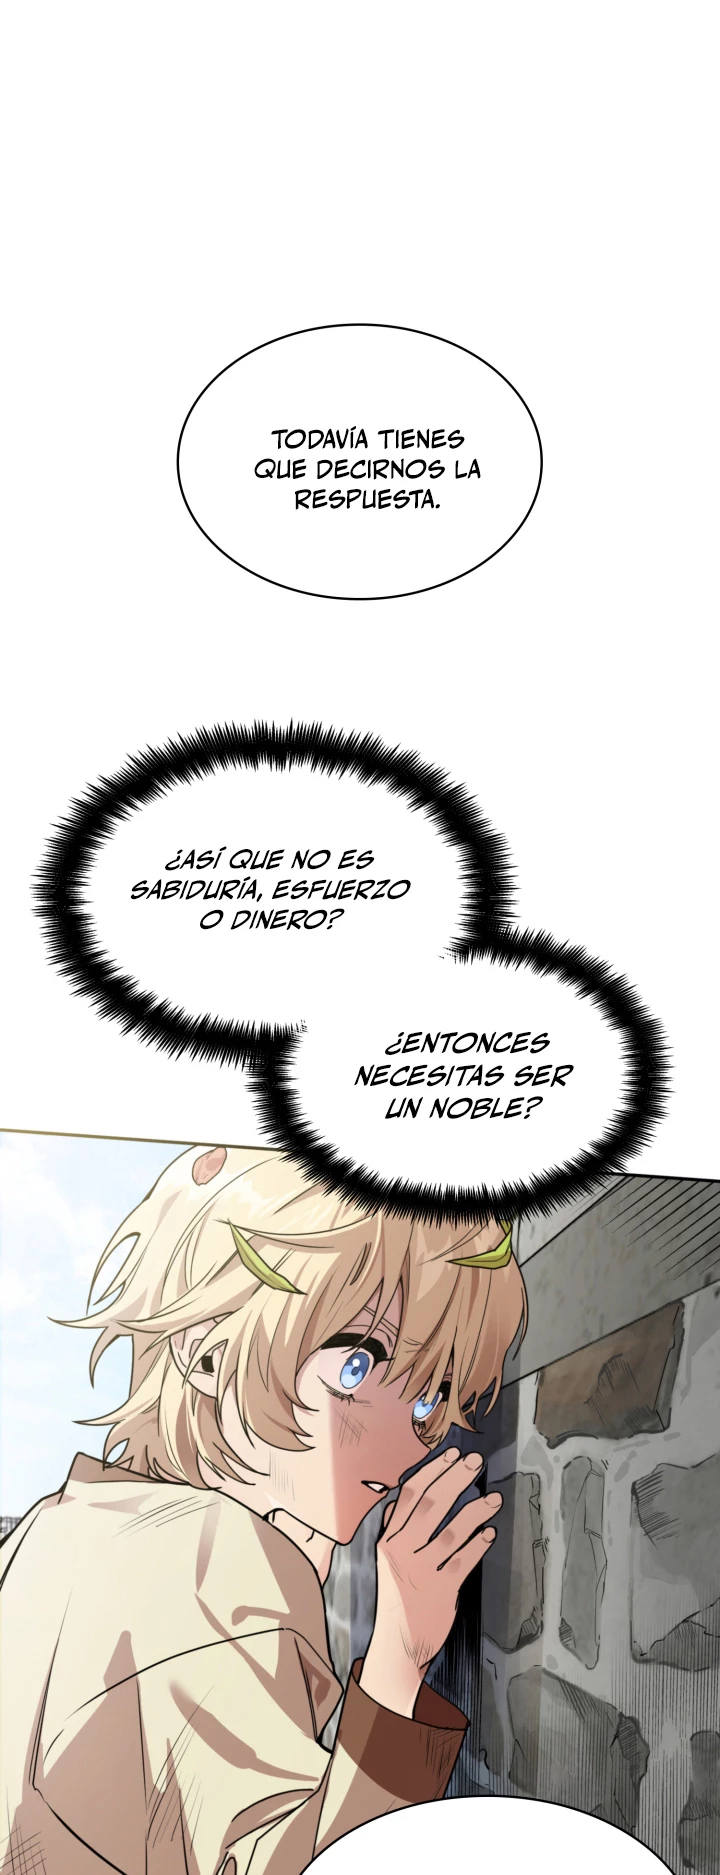 TODAVÍA TIENES
QUE DECIRNOS LA
RESPUESTA.
¿ASÍ QUE NO ES
SABIDURÍA, ESFUERZO
O DINERO?
¿ENTONCES
NECESITAS SER
UN NOBLE?